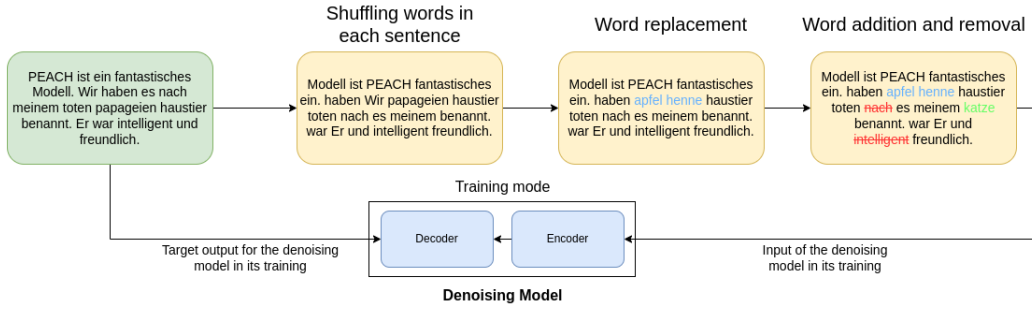 Shuffling words in
each sentence
Word replacement
Word addition and removal
PEACH ist ein fantastisches
Modell. Wir haben es nach
meinem toten papageien haustier
benannt. Er war intelligent und
freundlich.
Modell ist PEACH fantastisches
ein. haben Wir papageien haustier
toten nach es meinem benannt.
war Er und intelligent freundlich.
Modell ist PEACH fantastisches
ein. haben apfel henne haustier
toten nach es meinem benannt.
war Er und intelligent freundlich.
Modell ist PEACH fantastisches
ein. haben apfel henne haustier
toten nach es meinem katze
benannt. war Er und
intelligent freundlich.
Training mode
Decoder
Encoder
Target output for the denoising
model in its training
Input of the denoising
model in its training
Denoising Model